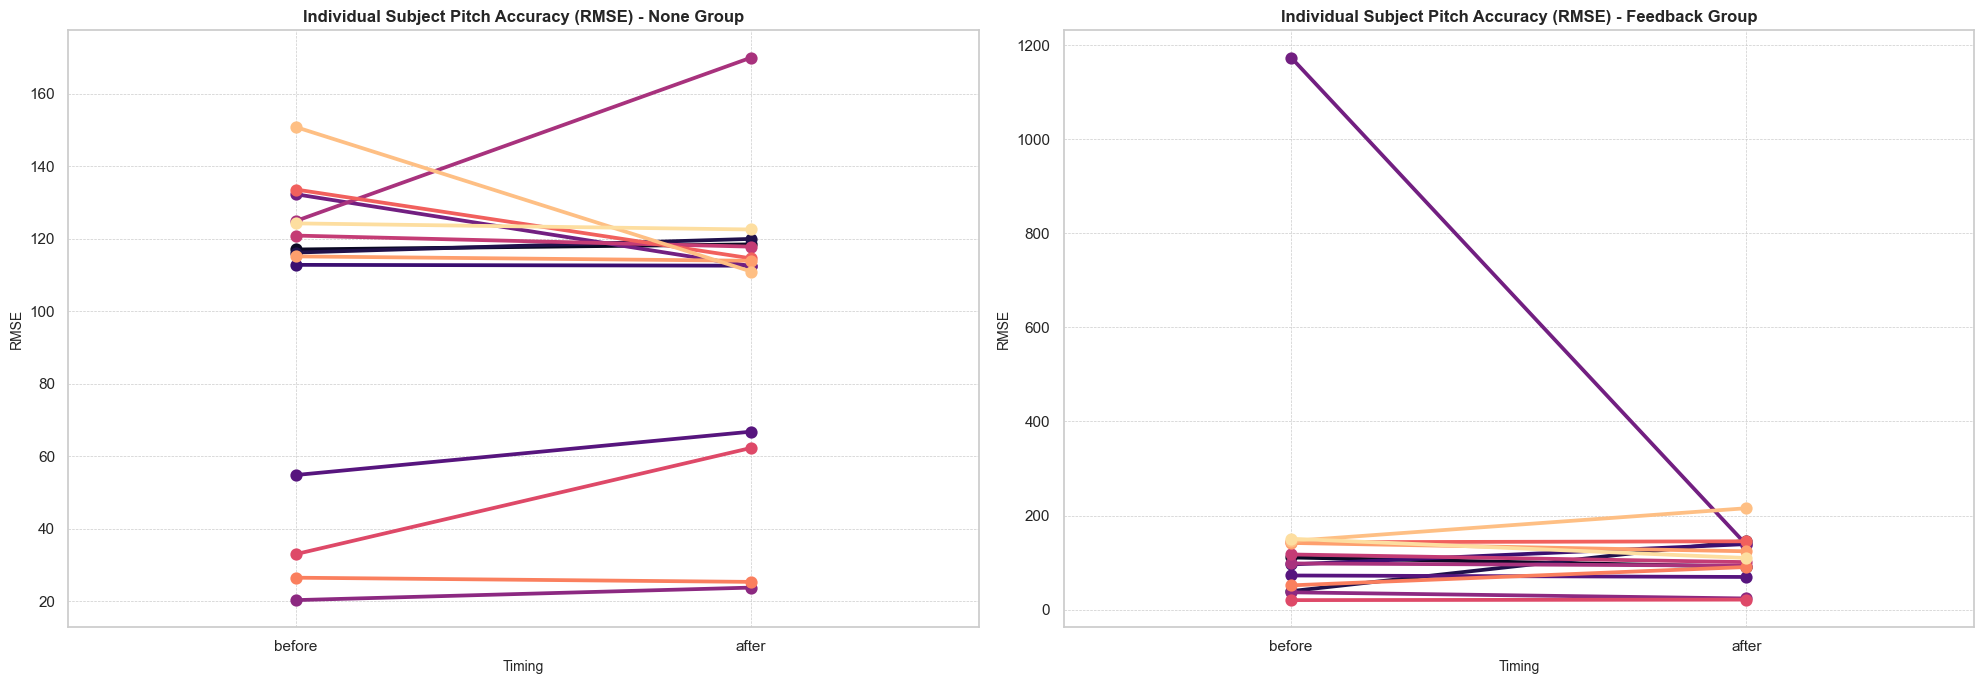 Individual Subject Pitch Accuracy (RMSE) - None Group
160
140
120
100
80
60
40
20
RMSE
before
after
Timing
Individual Subject Pitch Accuracy (RMSE) - Feedback Group
1200
1000
800
600
400
200
0
RMSE
before
after
Timing